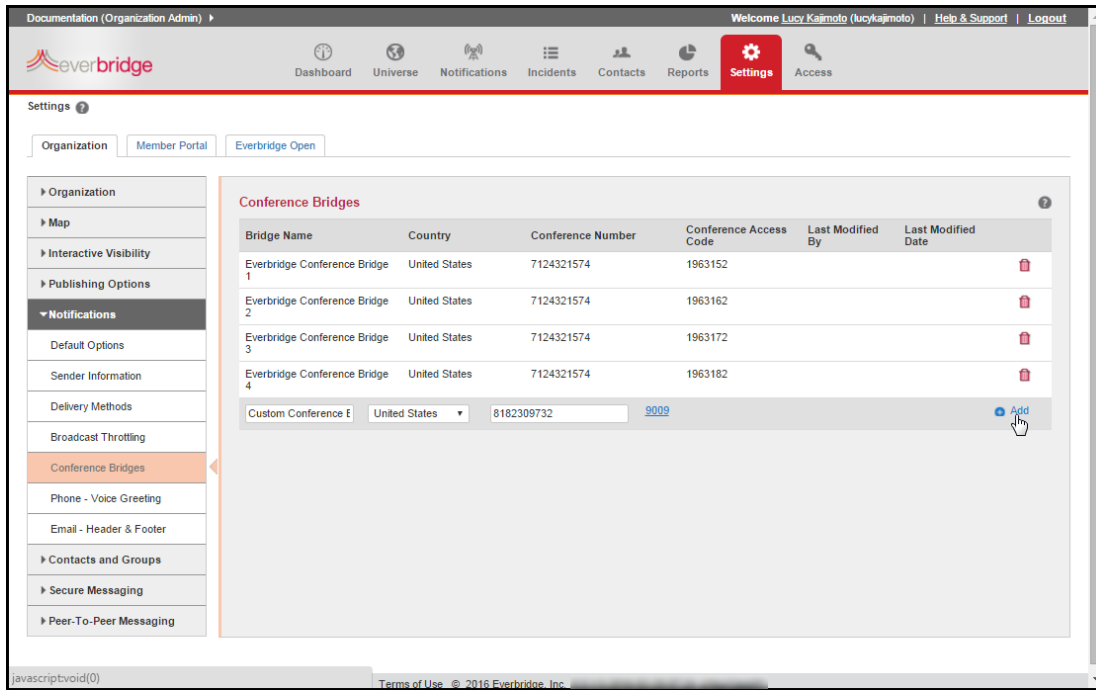 Documentation (Organization Admin)
Welcome Lucy Kajimoto (lucykajimoto) | Help & Support | Logout
everbridge
Dashboard Universe Notifications Incidents Contacts Reports Settings Access
Settings
Organization Member Portal Everbridge Open
Organization
Map
Interactive Visibility
Publishing Options
Notifications
Default Options
Sender Information
Delivery Methods
Broadcast Throttling
Conference Bridges
Phone - Voice Greeting
Email - Header & Footer
Contacts and Groups
Secure Messaging
Peer-To-Peer Messaging
Conference Bridges
Bridge Name Country Conference Number Conference Access Code Last Modified By Last Modified Date
Everbridge Conference Bridge 1 United States 7124321574 1963152
Everbridge Conference Bridge 2 United States 7124321574 1963162
Everbridge Conference Bridge 3 United States 7124321574 1963172
Everbridge Conference Bridge 4 United States 7124321574 1963182
Custom Conference E United States 8182309732 9009 Add
javascript:void(0)
Terms of Use © 2016 Everbridge, Inc.